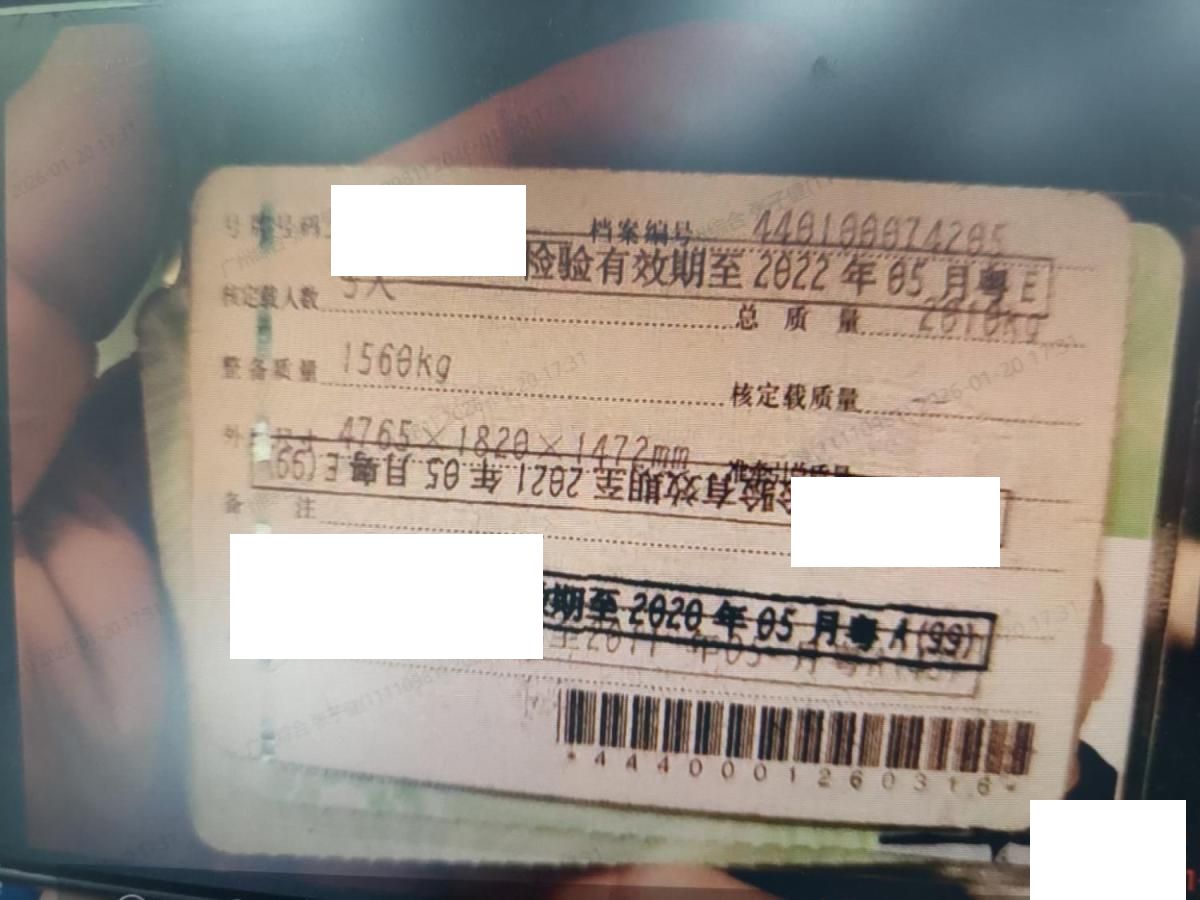 号牌号码 档案编号 440100074205
检验有效期至2022年05月粤E
核定载人数 5人 总质量 2010kg
整备质量 1560kg 核定载质量
外 尺寸 4765×1820×1472mm
检验有效期至2021年05月粤E(99)
备 注
期至2020年05月粤A(99)
*4440001260316*